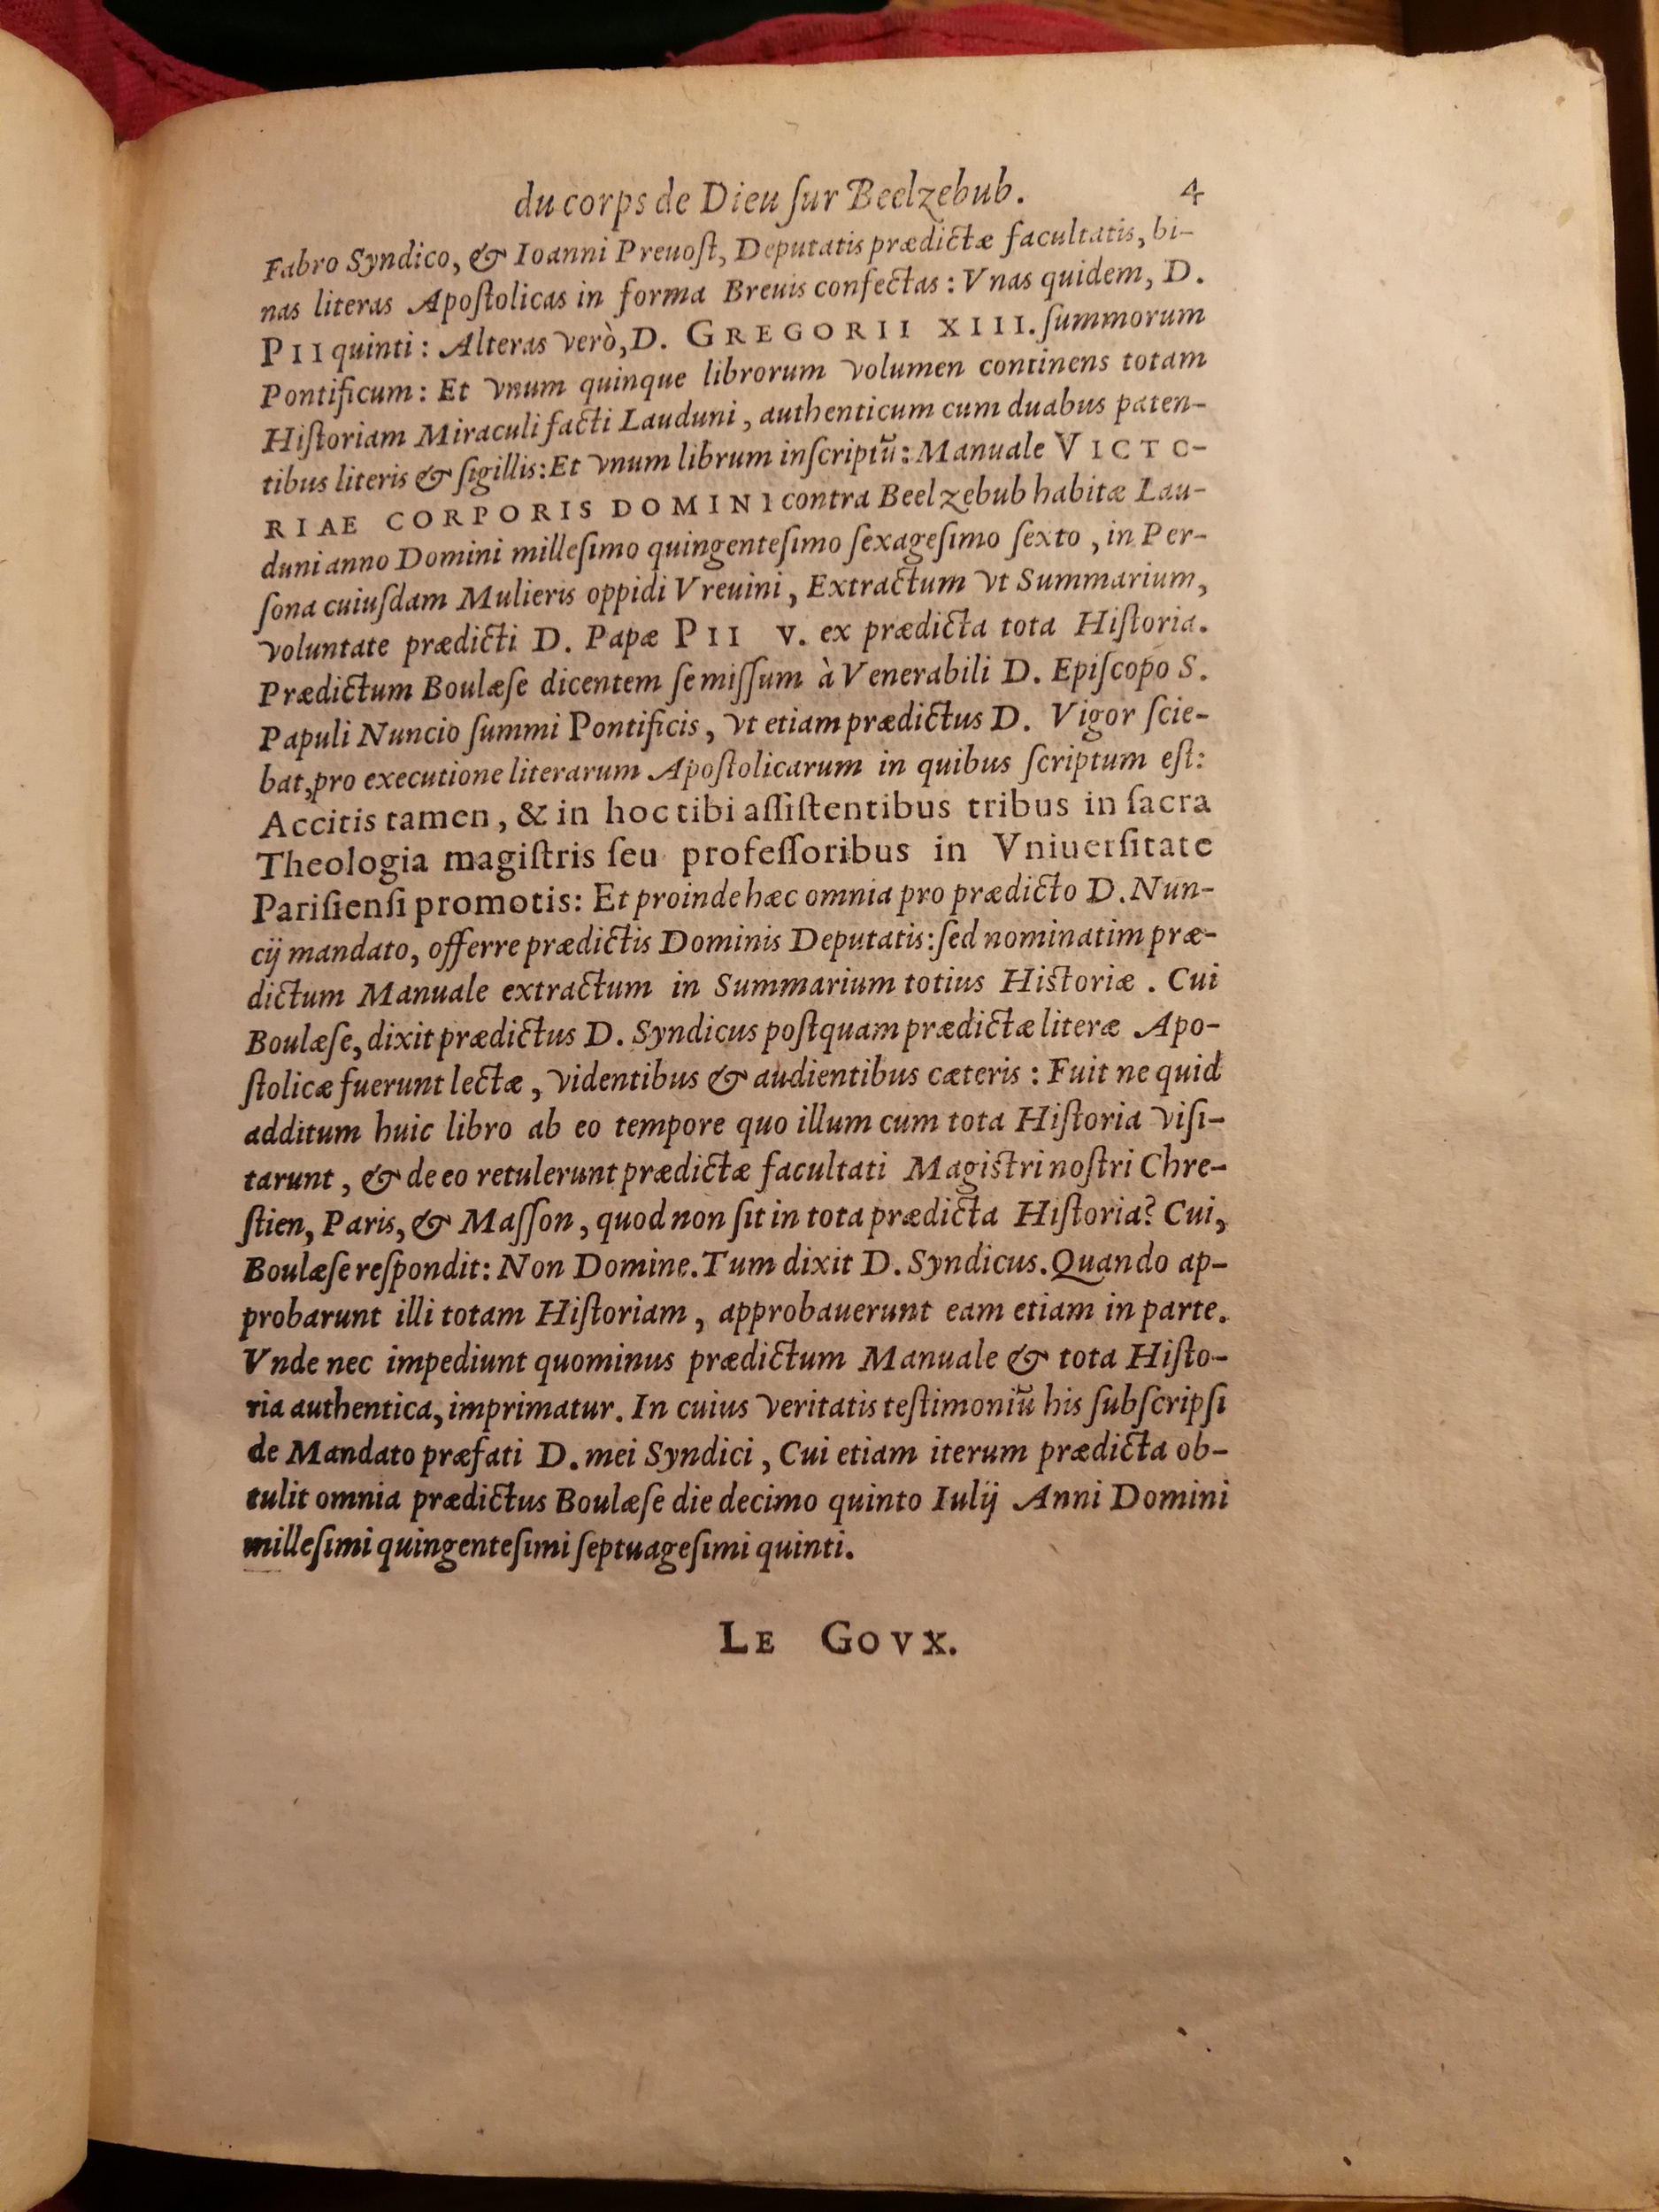 du corps de Dieu ſur Beelzebub. 4
Fabro Syndico, & Ioanni Preuoſt, Deputatis prædictæ facultatis, bi-
nas literas Apoſtolicas in forma Breuis confectas : Vnas quidem, D.
PII quinti : Alteras verò, D. GREGORII XIII. ſummorum
Pontificum : Et vnum quinque librorum volumen continens totam
Hiſtoriam Miraculi facti Lauduni, authenticum cum duabus paten-
tibus literis & ſigillis : Et vnum librum inſcriptũ : Manuale VICTO-
RIAE CORPORIS DOMINI contra Beelzebub habitæ Lau-
duni anno Domini milleſimo quingenteſimo ſexageſimo ſexto, in Per-
ſona cuiuſdam Mulieris oppidi Vreuini, Extractum vt Summarium,
voluntate prædicti D. Papæ PII V. ex prædicta tota Hiſtoria.
Prædictum Boulæſe dicentem ſe miſſum à Venerabili D. Epiſcopo S.
Papuli Nuncio ſummi Pontificis, vt etiam prædictus D. Vigor ſcie-
bat, pro executione literarum Apoſtolicarum in quibus ſcriptum eſt:
Accitis tamen, & in hoc tibi aſſiſtentibus tribus in ſacra
Theologia magiſtris ſeu profeſſoribus in Vniuerſitate
Pariſienſi promotis: Et proinde hæc omnia pro prædicto D. Nun-
cij mandato, offerre prædictis Dominis Deputatis: ſed nominatim præ-
dictum Manuale extractum in Summarium totius Hiſtoriæ. Cui
Boulæſe, dixit prædictus D. Syndicus poſtquam prædictæ literæ Apo-
ſtolicæ fuerunt lectæ, videntibus & audientibus cæteris : Fuit ne quid
additum huic libro ab eo tempore quo illum cum tota Hiſtoria viſi-
tarunt, & de eo retulerunt prædictæ facultati Magiſtri noſtri Chre-
ſtien, Paris, & Maſſon, quod non ſit in tota prædicta Hiſtoria? Cui,
Boulæſe reſpondit: Non Domine. Tum dixit D. Syndicus. Quando ap-
probarunt illi totam Hiſtoriam, approbauerunt eam etiam in parte.
Vnde nec impediunt quominus prædictum Manuale & tota Hiſto-
ria authentica, imprimatur. In cuius veritatis teſtimoniũ his ſubſcripſi
de Mandato præfati D. mei Syndici, Cui etiam iterum prædicta ob-
tulit omnia prædictus Boulæſe die decimo quinto Iulij Anni Domini
milleſimi quingenteſimi ſeptuageſimi quinti.
LE GOVX.